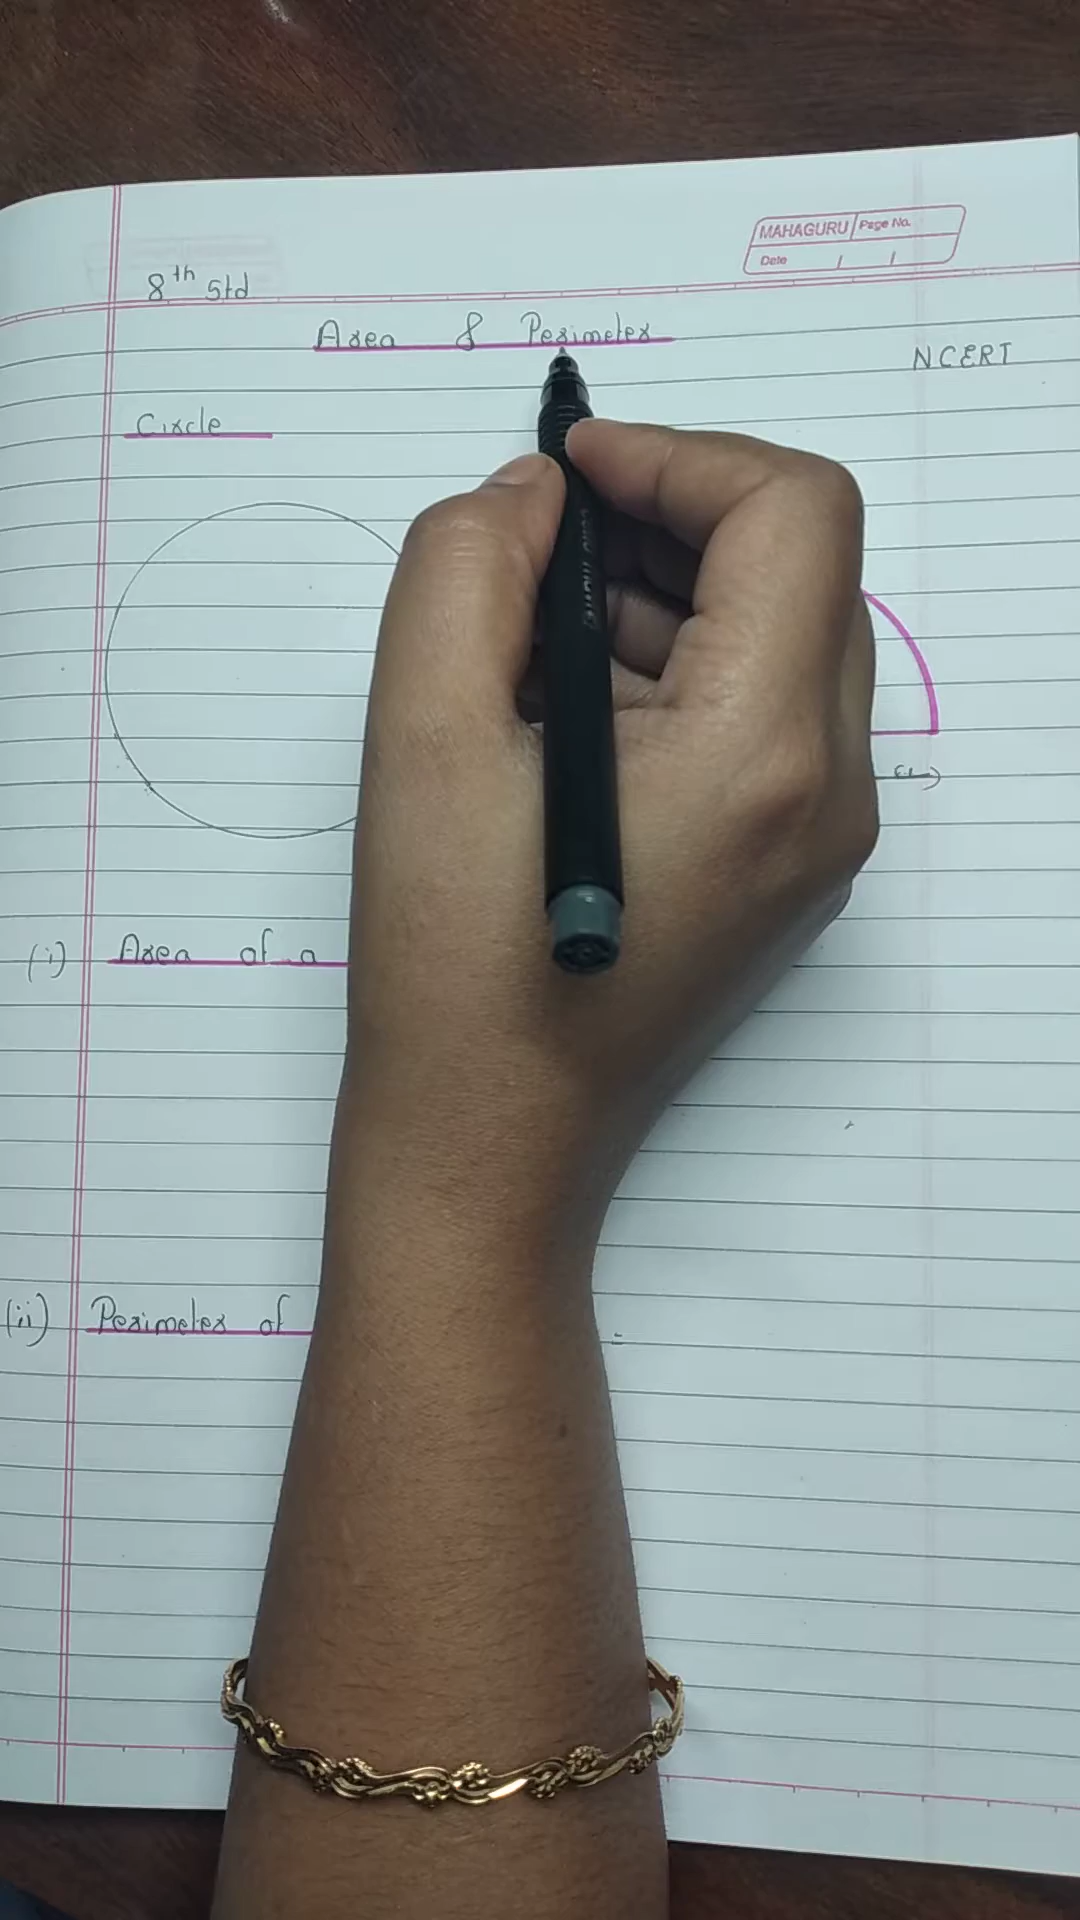 MAHAGURU Page No.
Date / /
8th Std
Area & Perimeter
NCERT
Circle
(i) Area of a
(ii) Perimeter of =